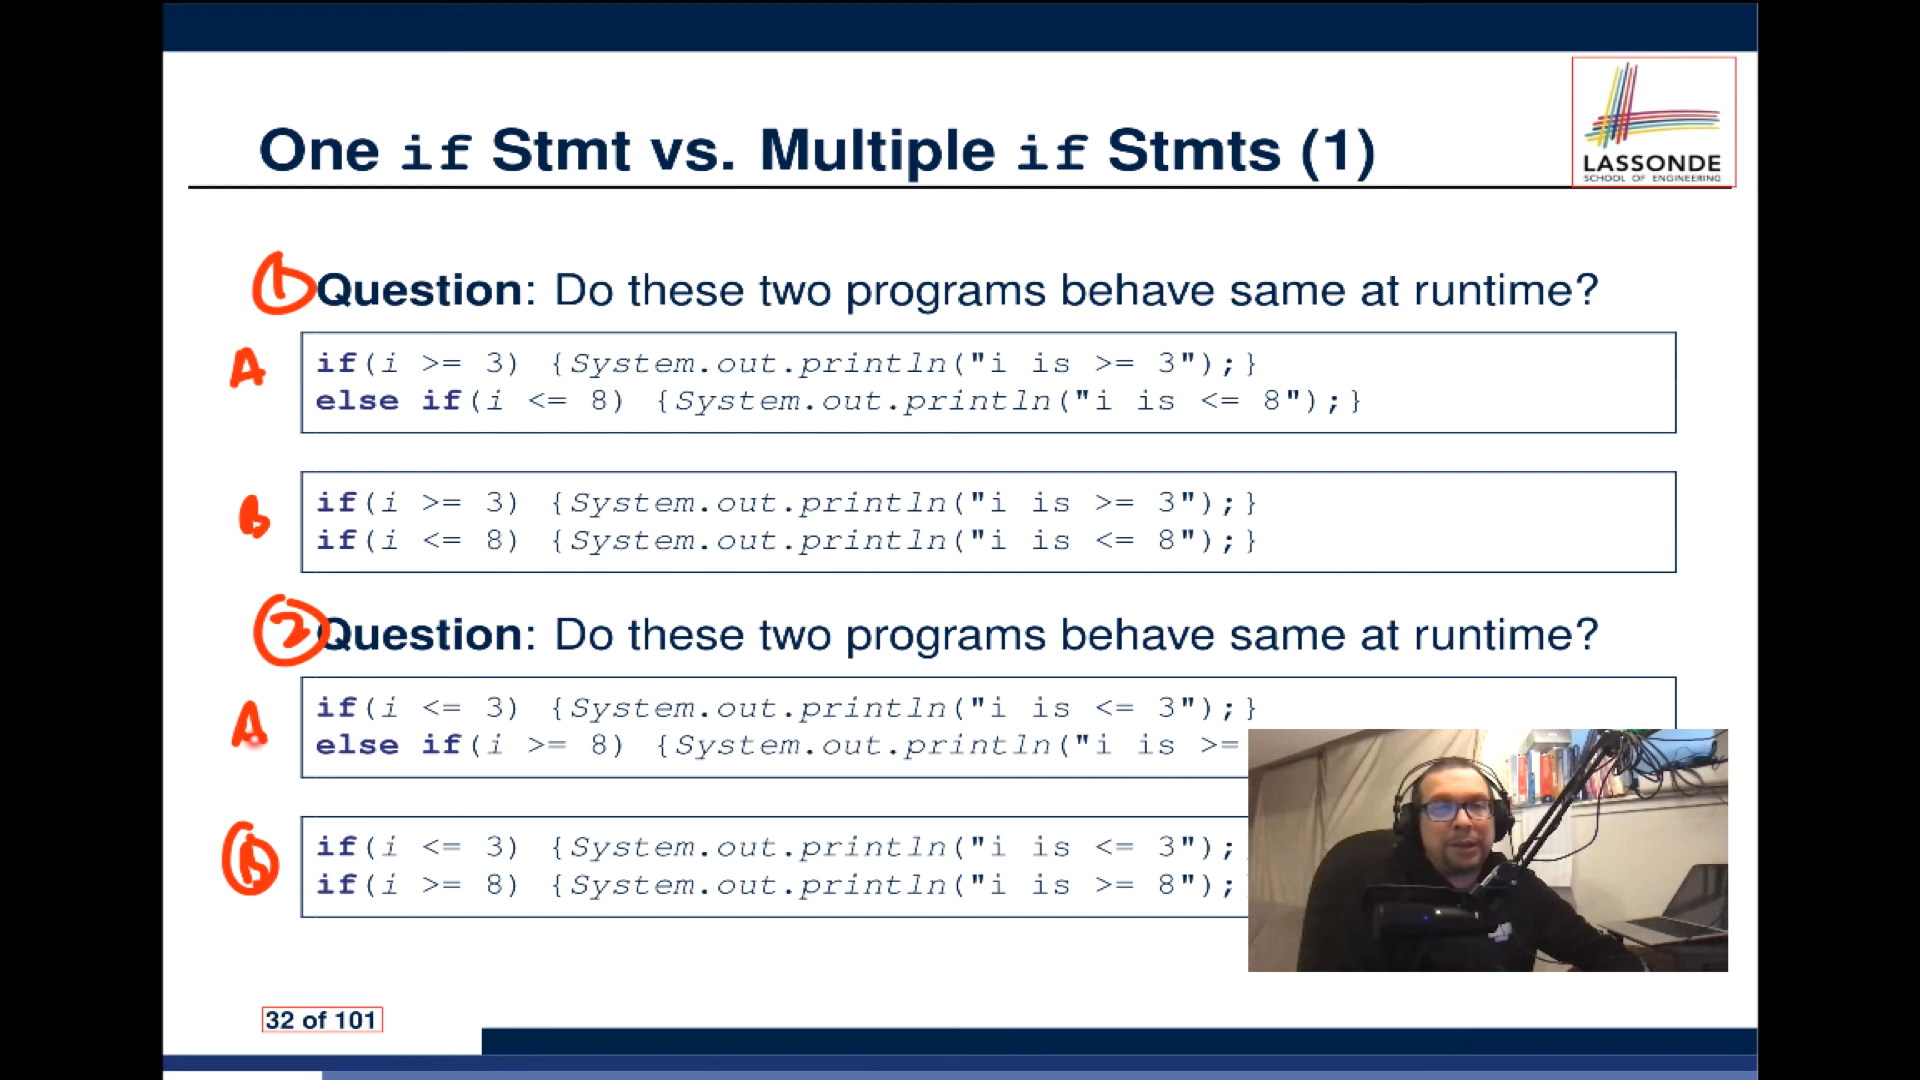 One if Stmt vs. Multiple if Stmts (1)
LASSONDE
SCHOOL OF ENGINEERING
1 Question: Do these two programs behave same at runtime?
A
if(i >= 3) {System.out.println("i is >= 3");}
else if(i <= 8) {System.out.println("i is <= 8");}
B
if(i >= 3) {System.out.println("i is >= 3");}
if(i <= 8) {System.out.println("i is <= 8");}
2 Question: Do these two programs behave same at runtime?
A
if(i <= 3) {System.out.println("i is <= 3");}
else if(i >= 8) {System.out.println("i is >=
B
if(i <= 3) {System.out.println("i is <= 3");
if(i >= 8) {System.out.println("i is >= 8");
32 of 101